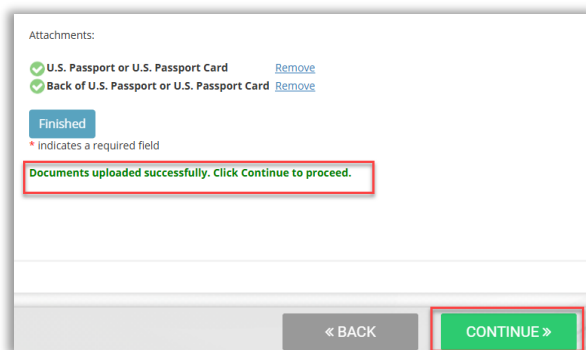 Attachments:
U.S. Passport or U.S. Passport Card Remove
Back of U.S. Passport or U.S. Passport Card Remove
Finished
* indicates a required field
Documents uploaded successfully. Click Continue to proceed.
« BACK CONTINUE »